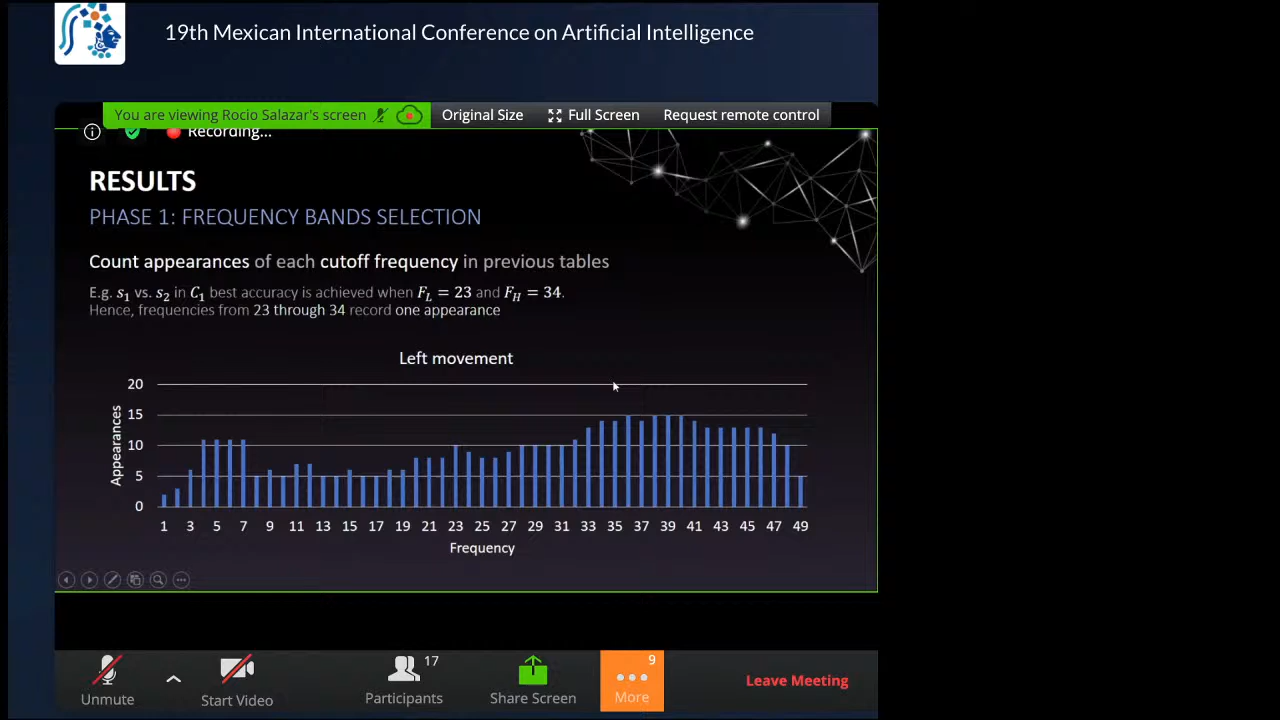 19th Mexican International Conference on Artificial Intelligence
You are viewing Rocio Salazar's screen
Original Size
Full Screen
Request remote control
Recording...
RESULTS
PHASE 1: FREQUENCY BANDS SELECTION
Count appearances of each cutoff frequency in previous tables
E.g. s₁ vs. s₂ in C₁ best accuracy is achieved when F_L = 23 and F_H = 34.
Hence, frequencies from 23 through 34 record one appearance
Left movement
20
15
10
5
0
Appearances
1 3 5 7 9 11 13 15 17 19 21 23 25 27 29 31 33 35 37 39 41 43 45 47 49
Frequency
17
9
Unmute
Start Video
Participants
Share Screen
More
Leave Meeting